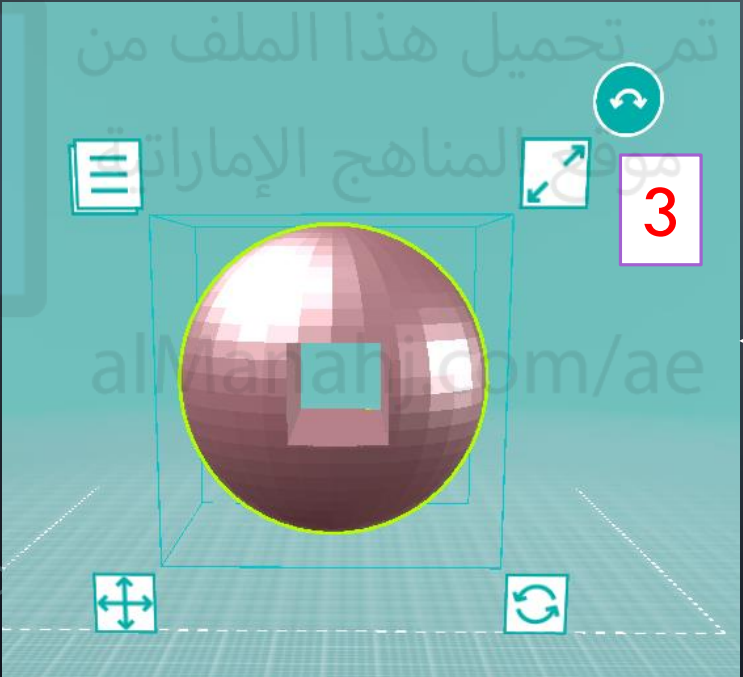 تم تحميل هذا الملف من
موقع المناهج الإماراتية
3
alManahj.com/ae